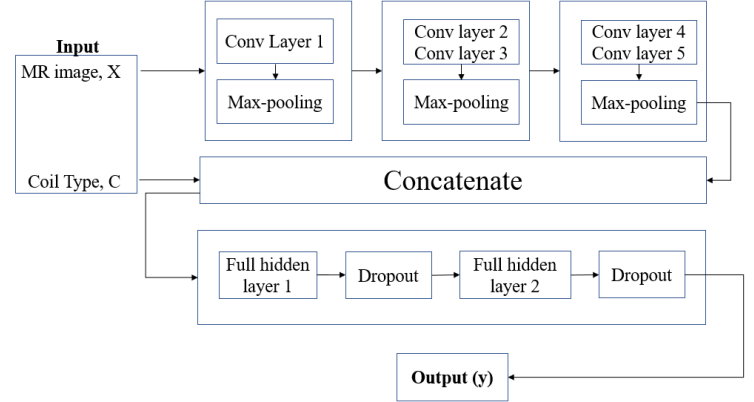 Input
MR image, X
Coil Type, C
Conv Layer 1
Max-pooling
Conv layer 2
Conv layer 3
Max-pooling
Conv layer 4
Conv layer 5
Max-pooling
Concatenate
Full hidden
layer 1
Dropout
Full hidden
layer 2
Dropout
Output (y)